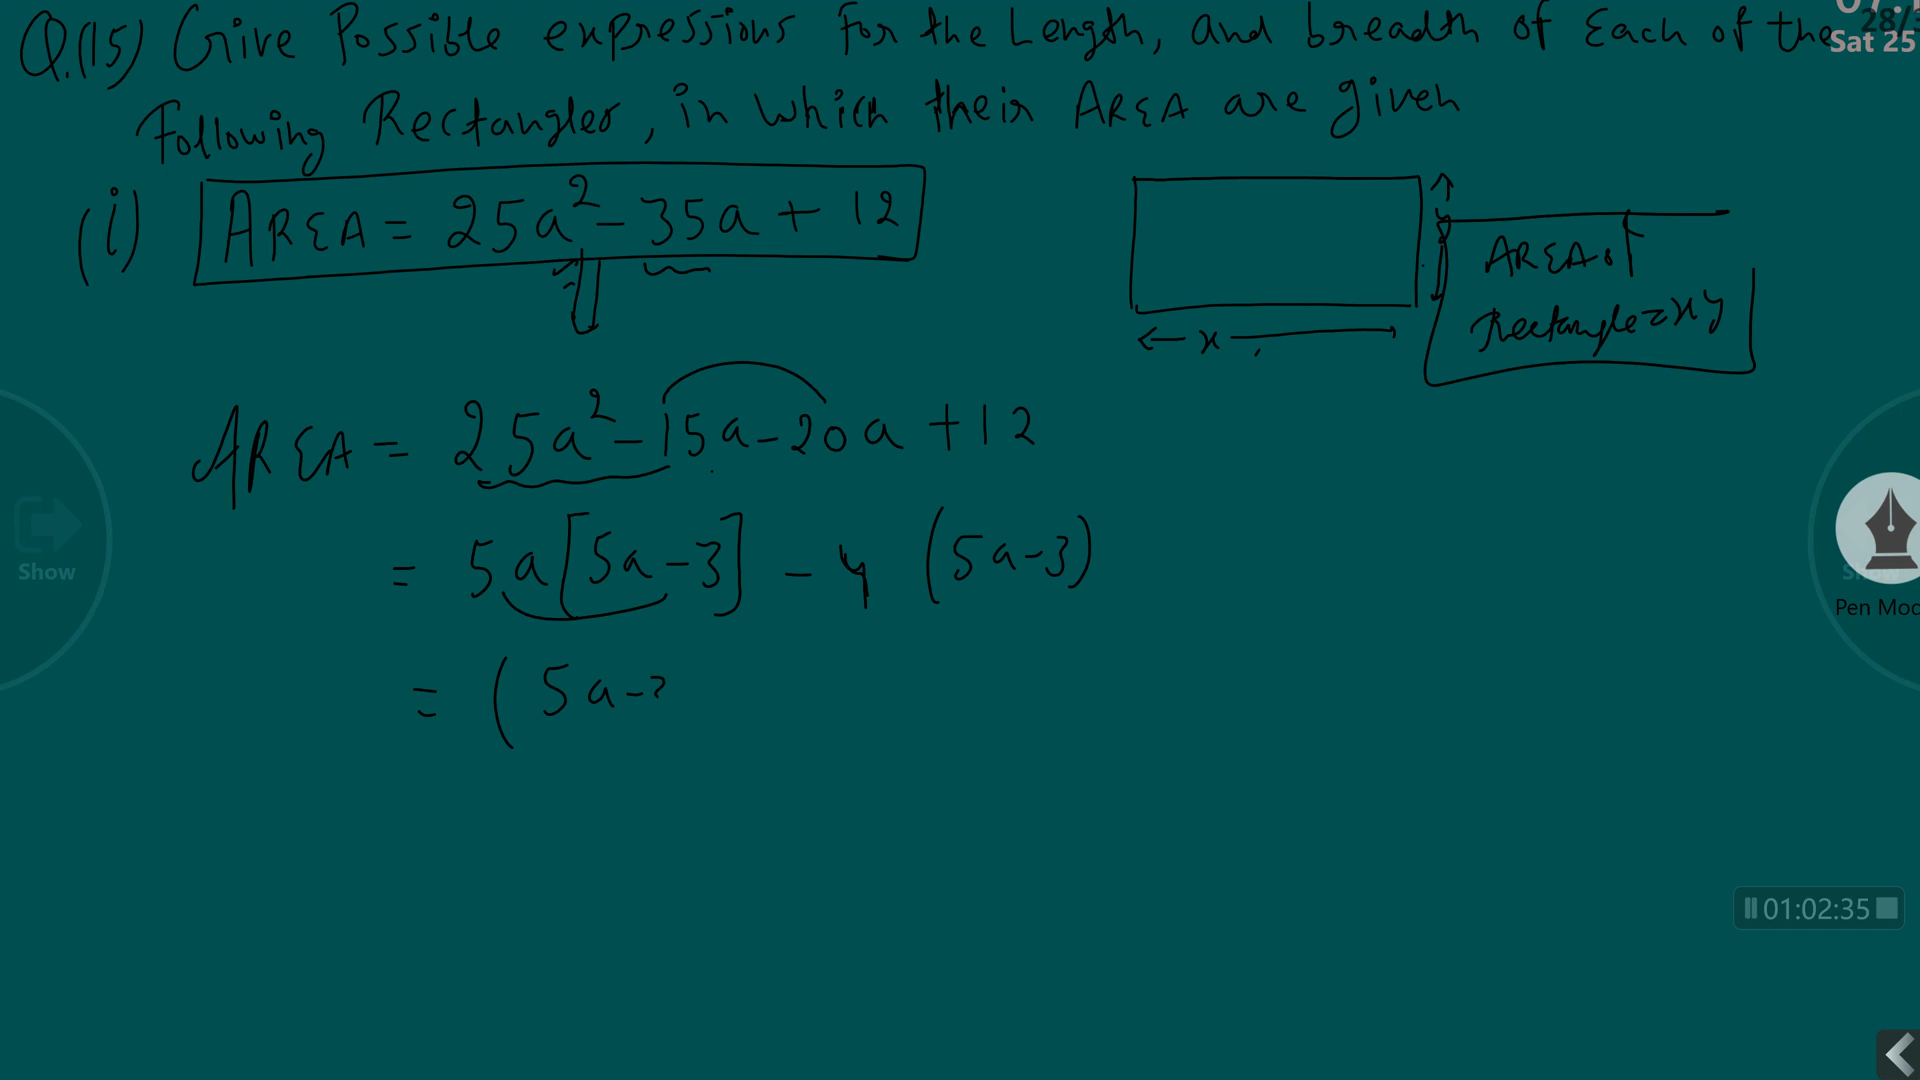 Q.(15) Give Possible expressions For the Length, and breadth of Each of the
Following Rectangles, in which their AREA are given
(i) AREA = 25a² - 35a + 12
x
AREA of
Rectangle = xy
AREA = 25a² - 15a - 20a + 12
= 5a[5a - 3] - 4 (5a - 3)
= (5a -
28/
Sat 25
Show
Pen Moc
01:02:35